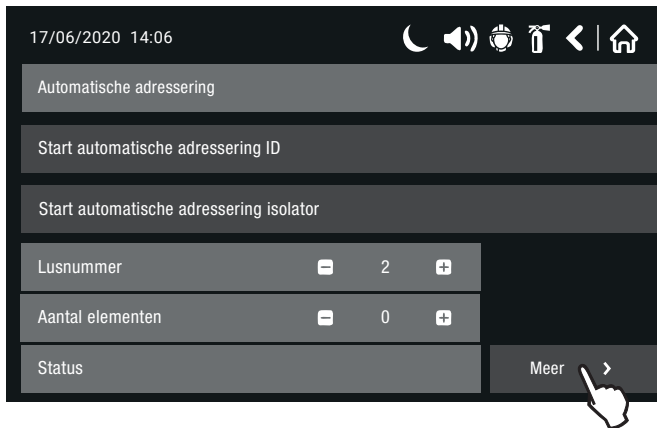 17/06/2020 14:06
Automatische adressering
Start automatische adressering ID
Start automatische adressering isolator
Lusnummer 2
Aantal elementen 0
Status
Meer